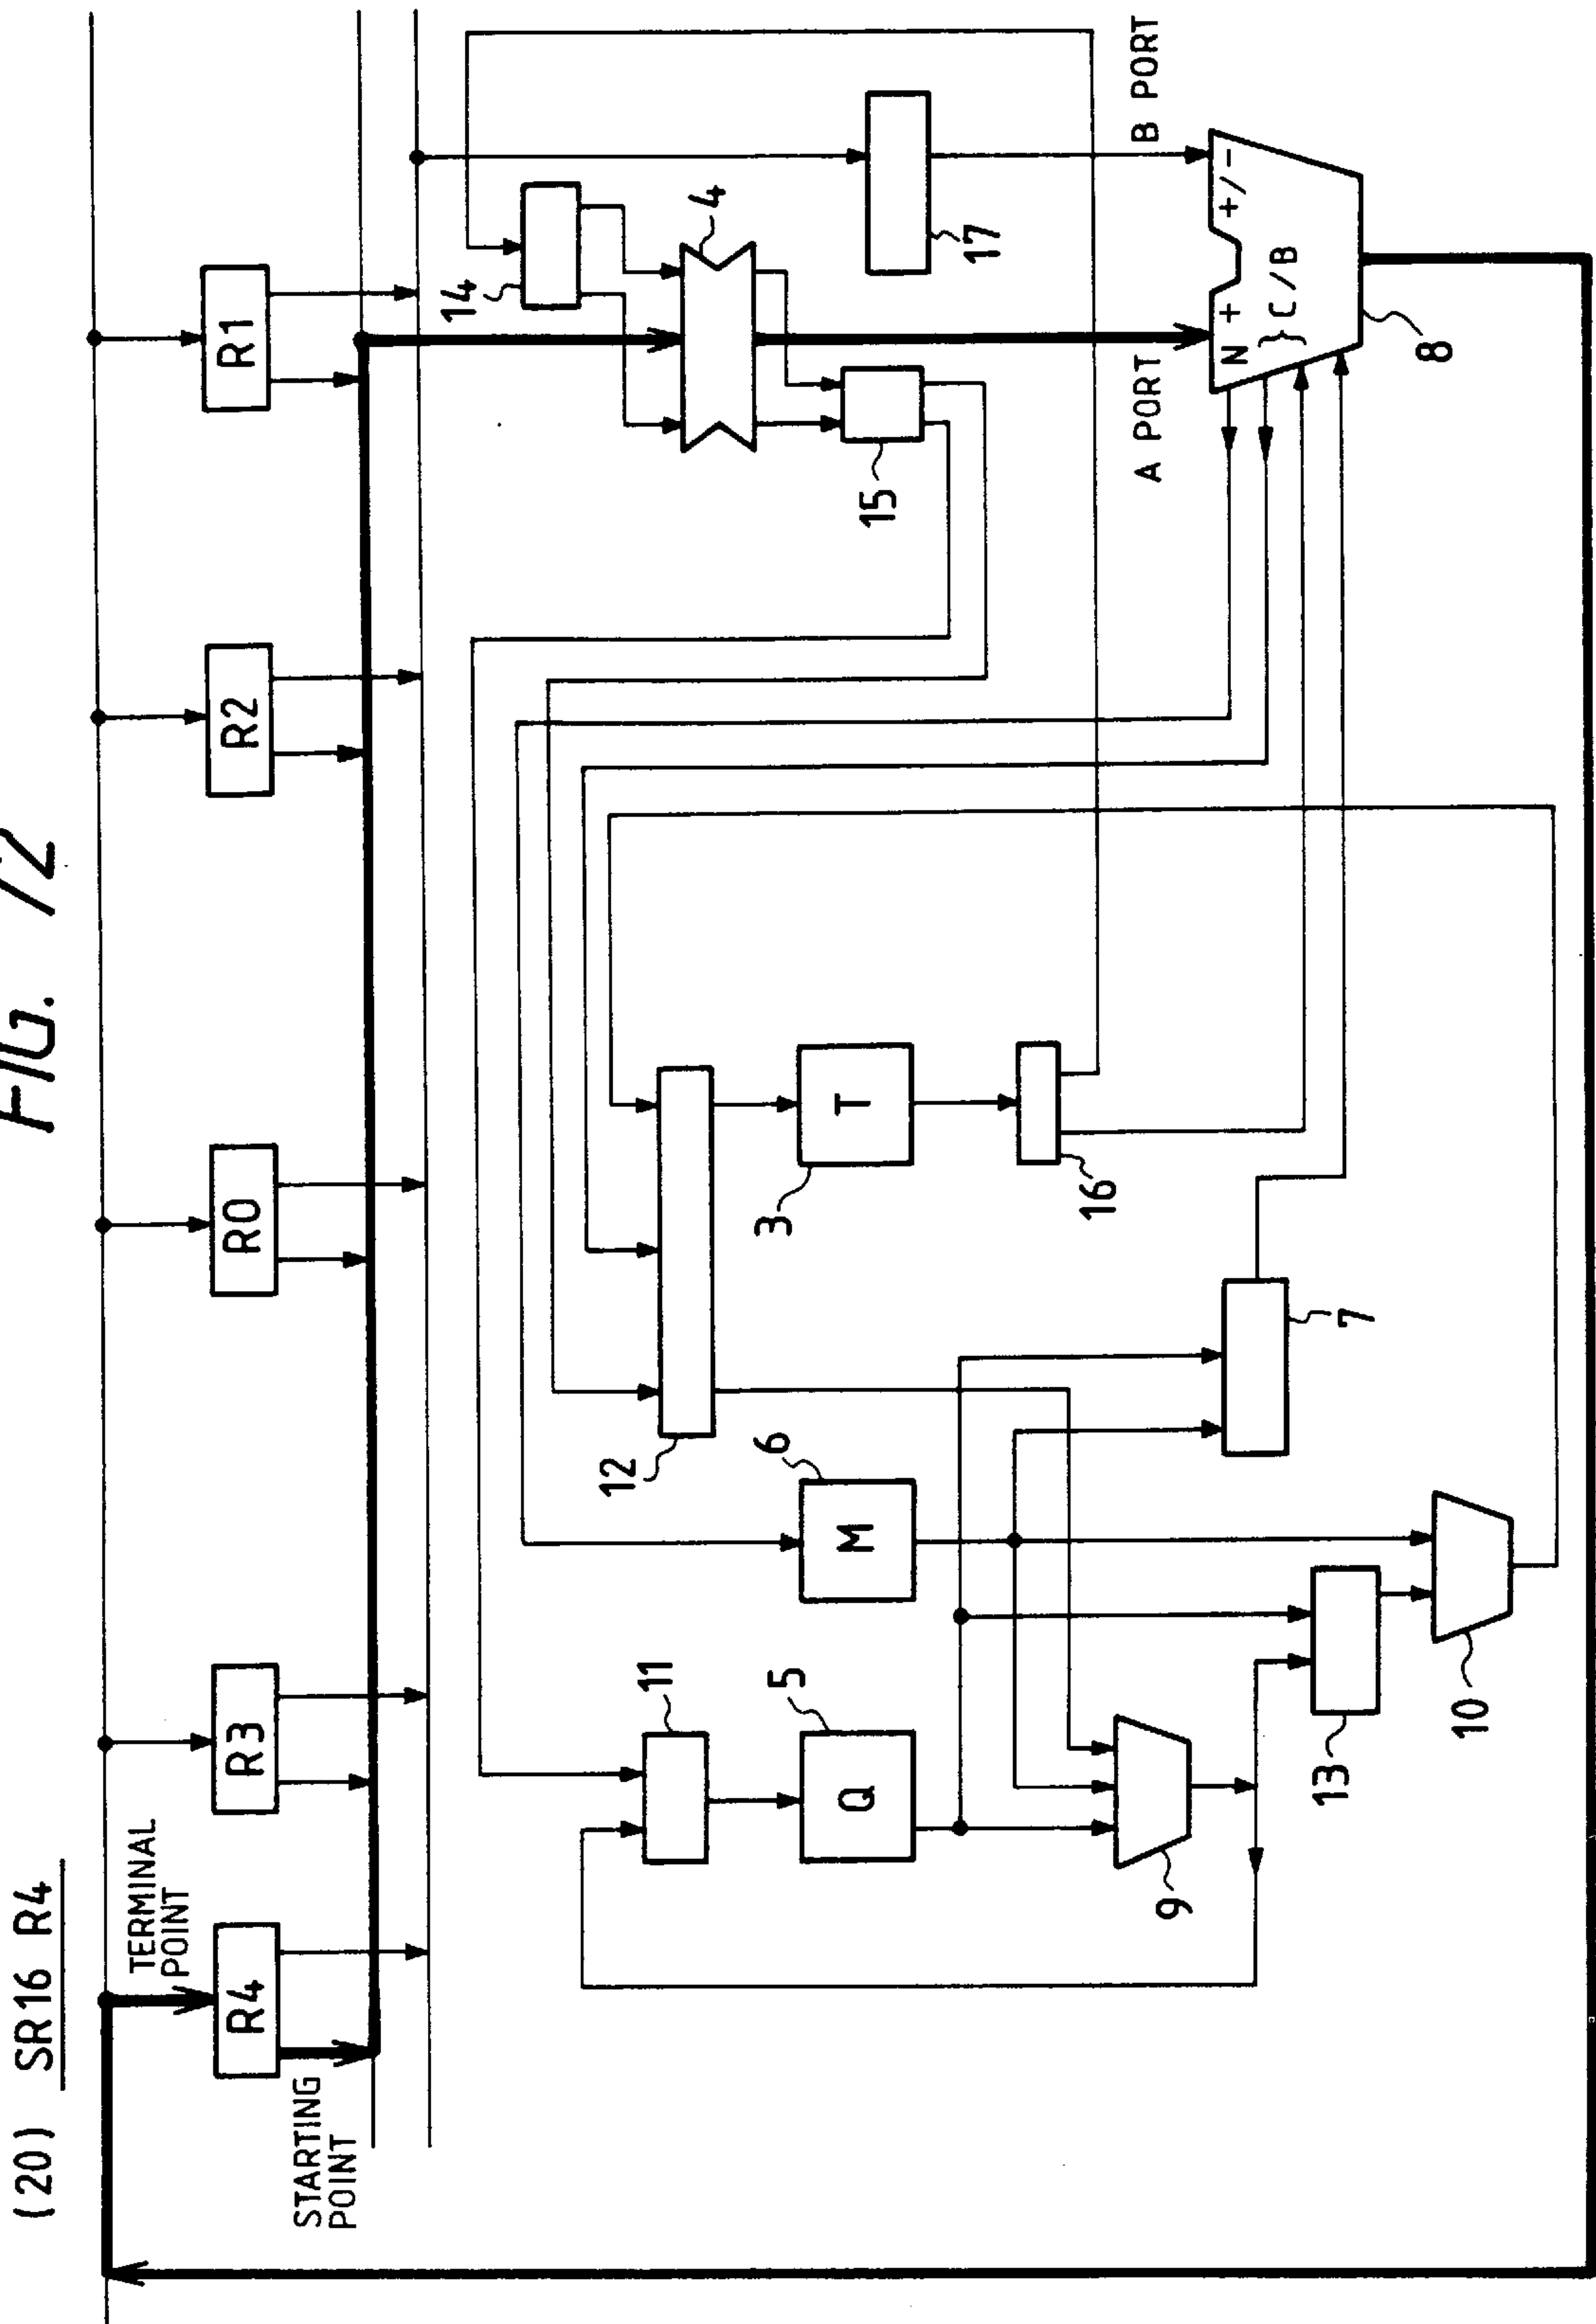 FIG. 72
(20) SR16 R4
TERMINAL
POINT
STARTING
POINT
R4
R3
R0
R2
R1
14
4
17
15
A PORT
B PORT
N + +/-
} C/B
8
11
12
5
Q
6
M
3
T
16
7
9
13
10